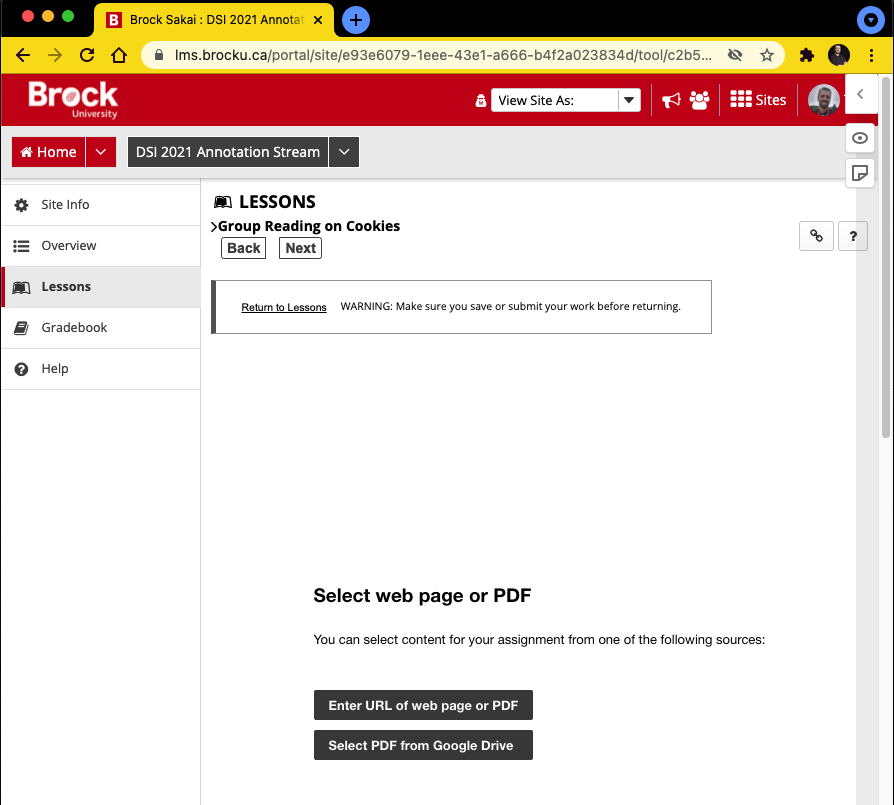 B Brock Sakai : DSI 2021 Annotat
lms.brocku.ca/portal/site/e93e6079-1eee-43e1-a666-b4f2a023834d/tool/c2b5...
Brock
University
View Site As:
Sites
Home
DSI 2021 Annotation Stream
Site Info
Overview
Lessons
Gradebook
Help
LESSONS
Group Reading on Cookies
Back Next
?
Return to Lessons WARNING: Make sure you save or submit your work before returning.
Select web page or PDF
You can select content for your assignment from one of the following sources:
Enter URL of web page or PDF
Select PDF from Google Drive